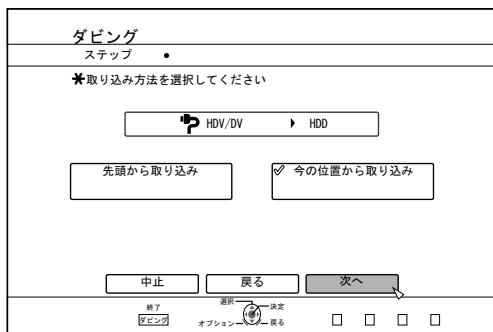 ダビング
ステップ
取り込み方法を選択してください
HDV/DV HDD
先頭から取り込み 今の位置から取り込み
中止 戻る 次へ
選択 決定
終了
ダビング
オプション 戻る